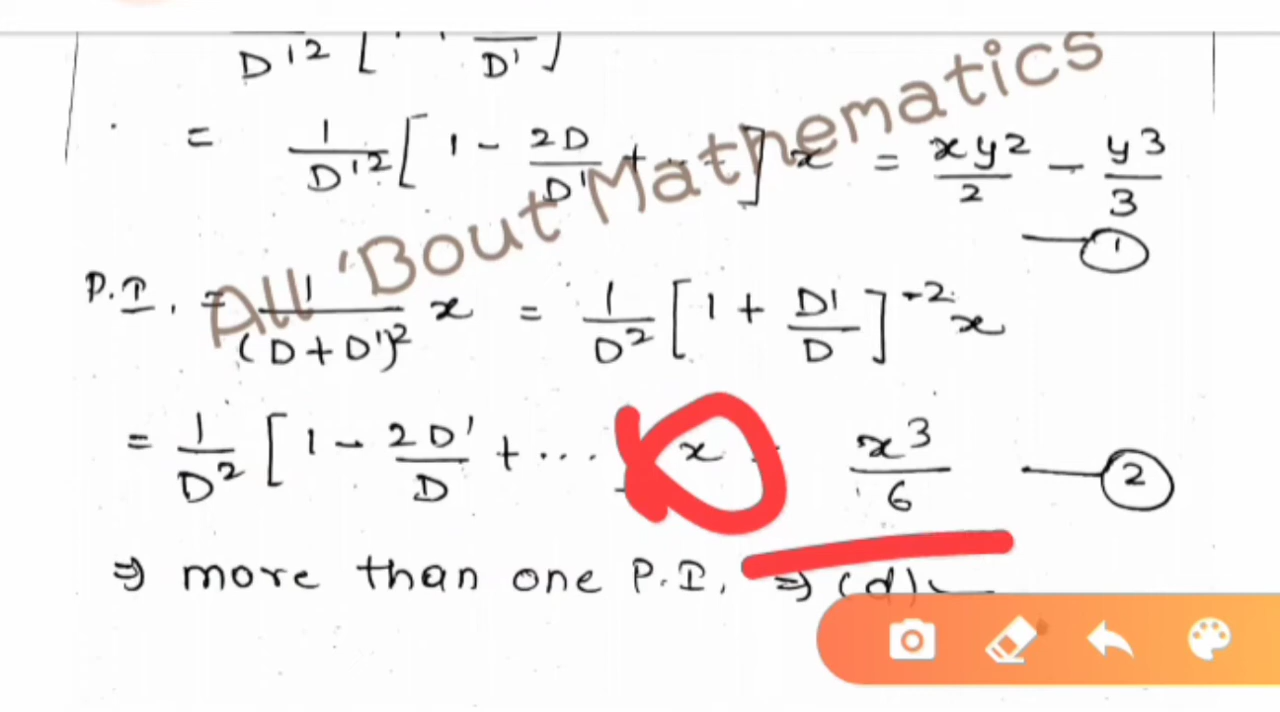 D'² [ D' ]
= 1/D'² [ 1 - 2D/D' + ... ] x = xy²/2 - y³/3 —①
P.I. = 1/(D+D')² x = 1/D² [ 1 + D'/D ]⁻² x
= 1/D² [ 1 - 2D'/D + ... x = x³/6 —②
⇒ more than one P.I. ⇒ (d)
All 'Bout Mathematics